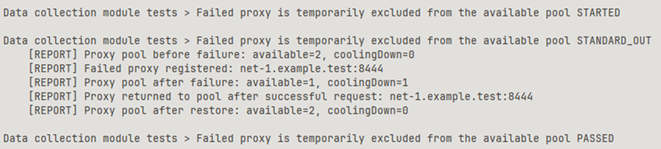 Data collection module tests > Failed proxy is temporarily excluded from the available pool STARTED
Data collection module tests > Failed proxy is temporarily excluded from the available pool STANDARD_OUT
[REPORT] Proxy pool before failure: available=2, coolingDown=0
[REPORT] Failed proxy registered: net-1.example.test:8444
[REPORT] Proxy pool after failure: available=1, coolingDown=1
[REPORT] Proxy returned to pool after successful request: net-1.example.test:8444
[REPORT] Proxy pool after restore: available=2, coolingDown=0
Data collection module tests > Failed proxy is temporarily excluded from the available pool PASSED